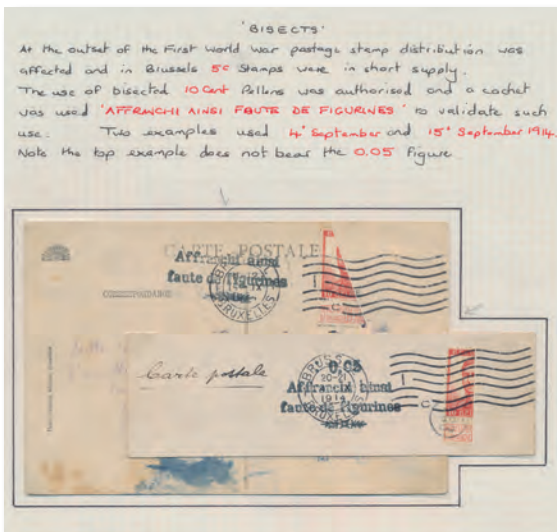 'BISECTS'
At the outset of the First World War postage stamp distribution was
affected and in Brussels 5c Stamps were in short supply.
The use of bisected 10 Cent Pellens was authorised and a cachet
was used 'AFFRANCHI AINSI FAUTE DE FIGURINES' to validate such
use. Two examples used 4' September and 15' September 1914.
Note the top example does not bear the 0.05 figure
CARTE POSTALE
Affranchi ainsi
faute de figurines
CORRESPONDANCE
BRUXELLES
0.05
Carte postale
Affranchi ainsi
faute de figurines
1914
BRUXELLES